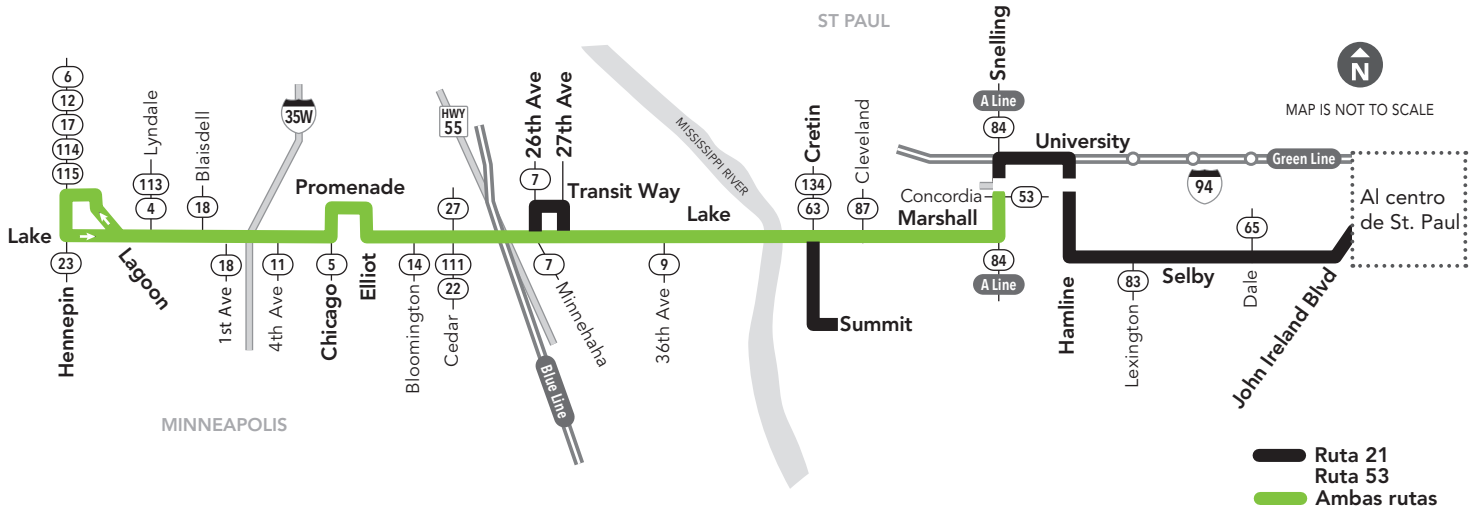 ST PAUL
Snelling
A Line
84
University
N
MAP IS NOT TO SCALE
Green Line
94
Concordia
53
Marshall
Al centro
de St. Paul
6
12
17
114
115
Lyndale
113
4
Blaisdell
18
35W
Promenade
HWY
55
26th Ave
27th Ave
7
Transit Way
27
MISSISSIPPI RIVER
Lake
Cretin
134
63
Cleveland
87
Lake
23
Hennepin
Lagoon
18
1st Ave
11
4th Ave
5
Chicago
Elliot
14
Bloomington
111
22
Cedar
Blue Line
7
Minnehaha
9
36th Ave
Summit
84
A Line
Hamline
83
Lexington
Selby
65
Dale
John Ireland Blvd
MINNEAPOLIS
Ruta 21
Ruta 53
Ambas rutas